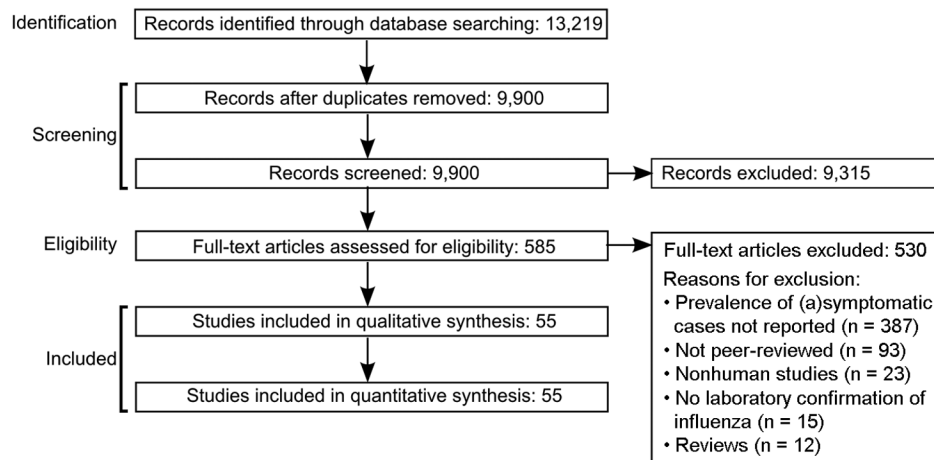 Identification
Records identified through database searching: 13,219
Records after duplicates removed: 9,900
Screening
Records screened: 9,900
Records excluded: 9,315
Eligibility
Full-text articles assessed for eligibility: 585
Full-text articles excluded: 530
Reasons for exclusion:
• Prevalence of (a)symptomatic
cases not reported (n = 387)
• Not peer-reviewed (n = 93)
• Nonhuman studies (n = 23)
• No laboratory confirmation of
influenza (n = 15)
• Reviews (n = 12)
Included
Studies included in qualitative synthesis: 55
Studies included in quantitative synthesis: 55